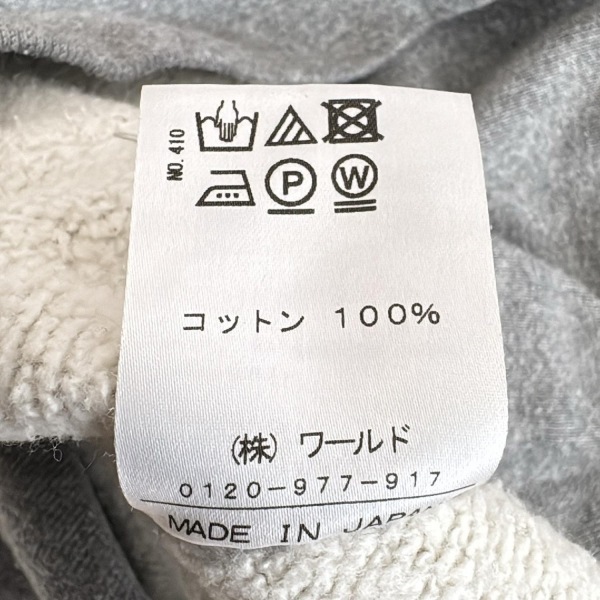 NO.410
P W
コットン 100%
(株) ワールド
0120-977-917
MADE IN JAPAN